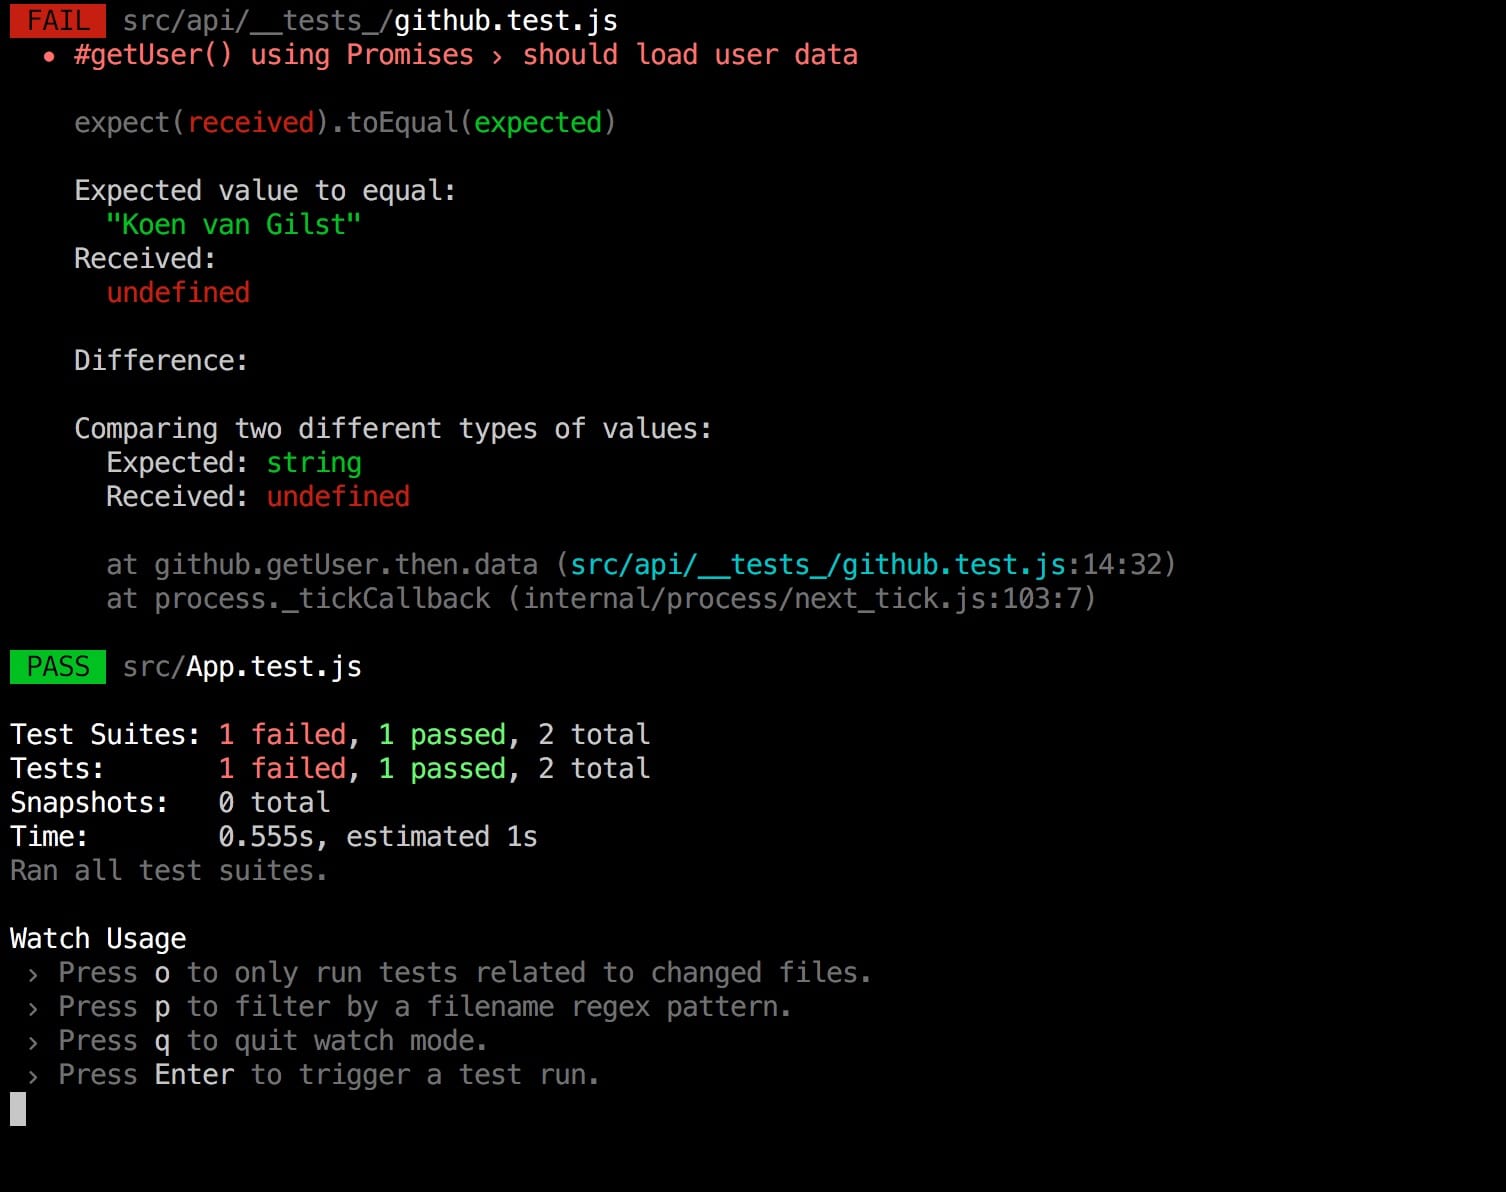 FAIL src/api/__tests_/github.test.js
● #getUser() using Promises › should load user data
expect(received).toEqual(expected)
Expected value to equal:
"Koen van Gilst"
Received:
undefined
Difference:
Comparing two different types of values:
Expected: string
Received: undefined
at github.getUser.then.data (src/api/__tests_/github.test.js:14:32)
at process._tickCallback (internal/process/next_tick.js:103:7)
PASS src/App.test.js
Test Suites: 1 failed, 1 passed, 2 total
Tests: 1 failed, 1 passed, 2 total
Snapshots: 0 total
Time: 0.555s, estimated 1s
Ran all test suites.
Watch Usage
› Press o to only run tests related to changed files.
› Press p to filter by a filename regex pattern.
› Press q to quit watch mode.
› Press Enter to trigger a test run.